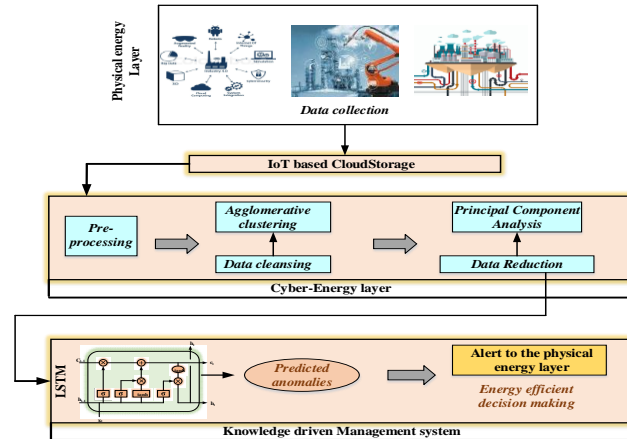 Physical energy
Layer
Data collection
IoT based CloudStorage
Pre-
processing
Agglomerative
clustering
Data cleansing
Principal Component
Analysis
Data Reduction
Cyber-Energy layer
LSTM
σ
σ
tanh
σ
Predicted
anomalies
Alert to the physical
energy layer
Energy efficient
decision making
Knowledge driven Management system